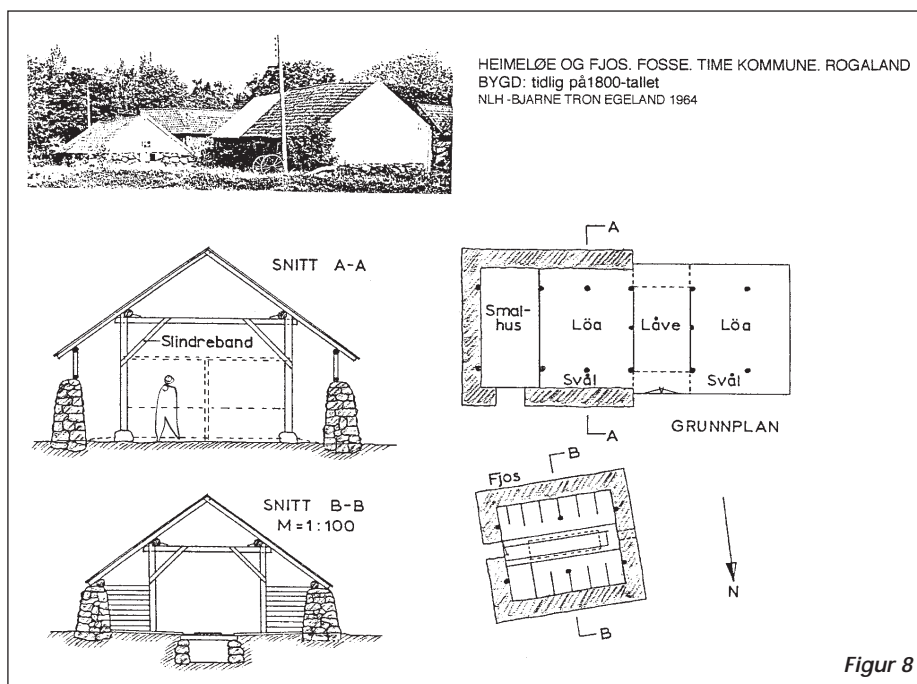 HEIMELØE OG FJOS. FOSSE. TIME KOMMUNE. ROGALAND
BYGD: tidlig på1800-tallet
NLH -BJARNE TRON EGELAND 1964
SNITT A-A
Slindreband
SNITT B-B
M=1:100
A
Smal-
hus
Löa
Låve
Löa
Svål
Svål
A
GRUNNPLAN
B
Fjos
B
N
Figur 8